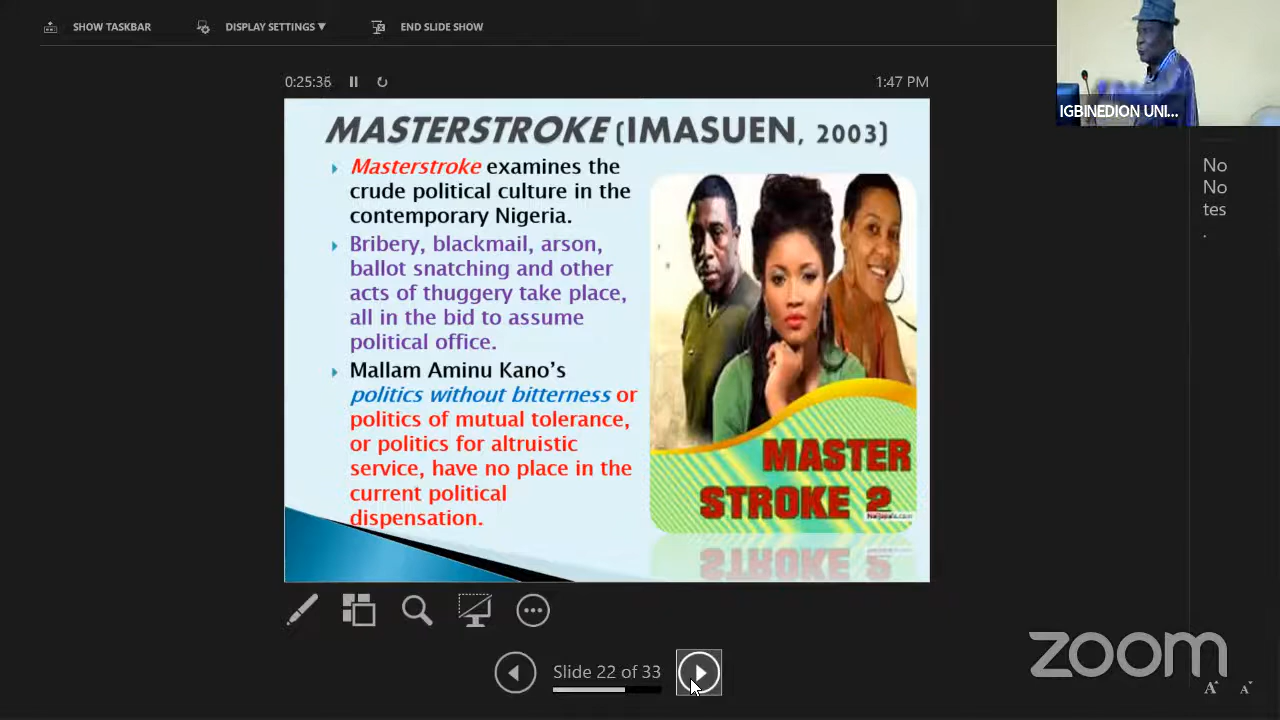 SHOW TASKBAR
DISPLAY SETTINGS ▼
END SLIDE SHOW
IGBINEDION UNI...
0:25:36
1:47 PM
No
No
tes
.
MASTERSTROKE (IMASUEN, 2003)
Masterstroke examines the
crude political culture in the
contemporary Nigeria.
Bribery, blackmail, arson,
ballot snatching and other
acts of thuggery take place,
all in the bid to assume
political office.
Mallam Aminu Kano's
politics without bitterness or
politics of mutual tolerance,
or politics for altruistic
service, have no place in the
current political
dispensation.
MASTER
STROKE 2
Slide 22 of 33
zoom
A
A